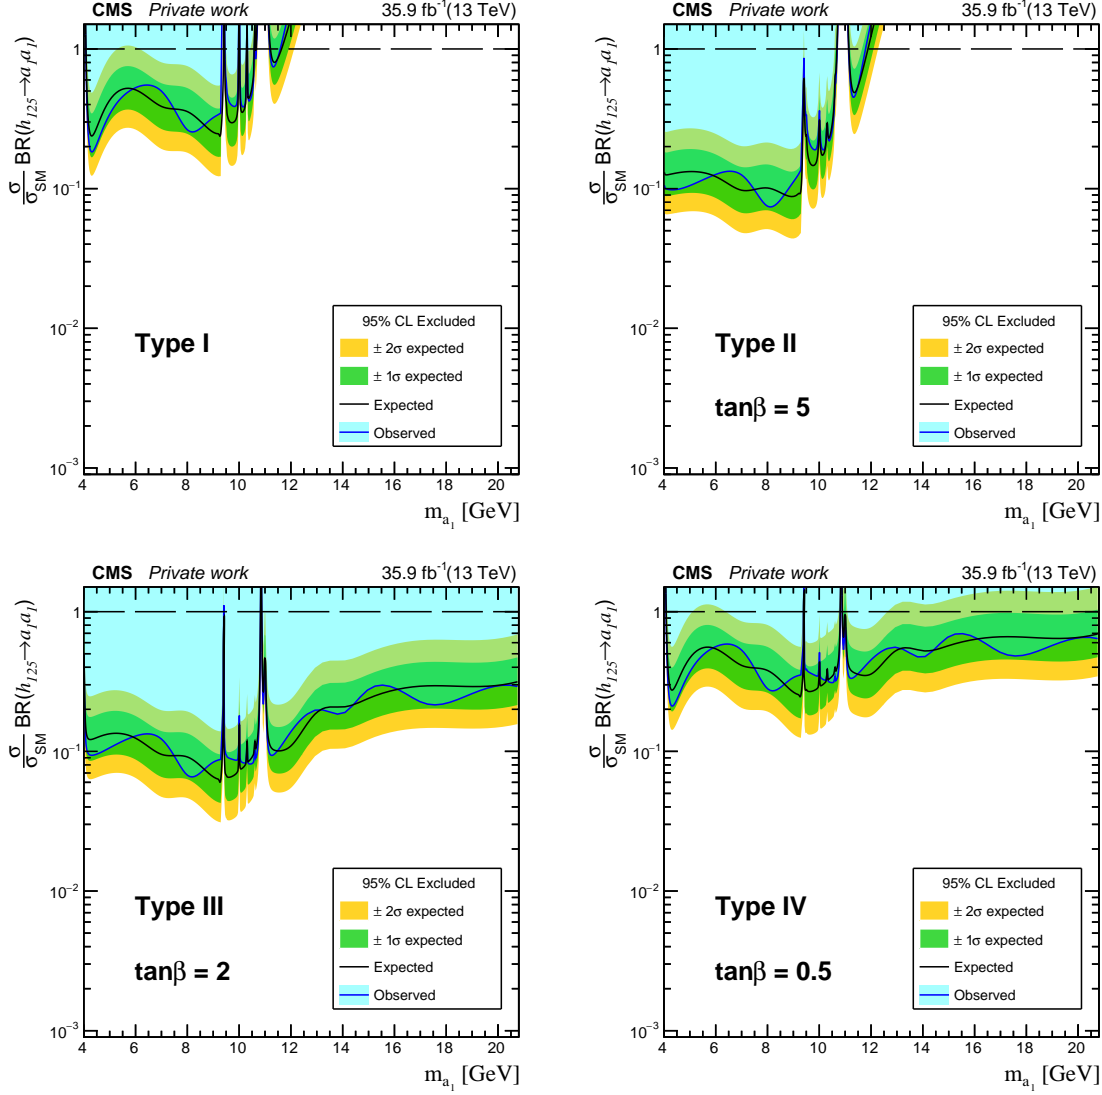 CMS Private work 35.9 fb⁻¹(13 TeV)
σ/σSM BR(h125→a1a1)
1
10⁻¹
10⁻²
10⁻³
Type I
95% CL Excluded
± 2σ expected
± 1σ expected
Expected
Observed
4 6 8 10 12 14 16 18 20
ma1 [GeV]
CMS Private work 35.9 fb⁻¹(13 TeV)
σ/σSM BR(h125→a1a1)
1
10⁻¹
10⁻²
10⁻³
Type II
tanβ = 5
95% CL Excluded
± 2σ expected
± 1σ expected
Expected
Observed
4 6 8 10 12 14 16 18 20
ma1 [GeV]
CMS Private work 35.9 fb⁻¹(13 TeV)
σ/σSM BR(h125→a1a1)
1
10⁻¹
10⁻²
10⁻³
Type III
tanβ = 2
95% CL Excluded
± 2σ expected
± 1σ expected
Expected
Observed
4 6 8 10 12 14 16 18 20
ma1 [GeV]
CMS Private work 35.9 fb⁻¹(13 TeV)
σ/σSM BR(h125→a1a1)
1
10⁻¹
10⁻²
10⁻³
Type IV
tanβ = 0.5
95% CL Excluded
± 2σ expected
± 1σ expected
Expected
Observed
4 6 8 10 12 14 16 18 20
ma1 [GeV]